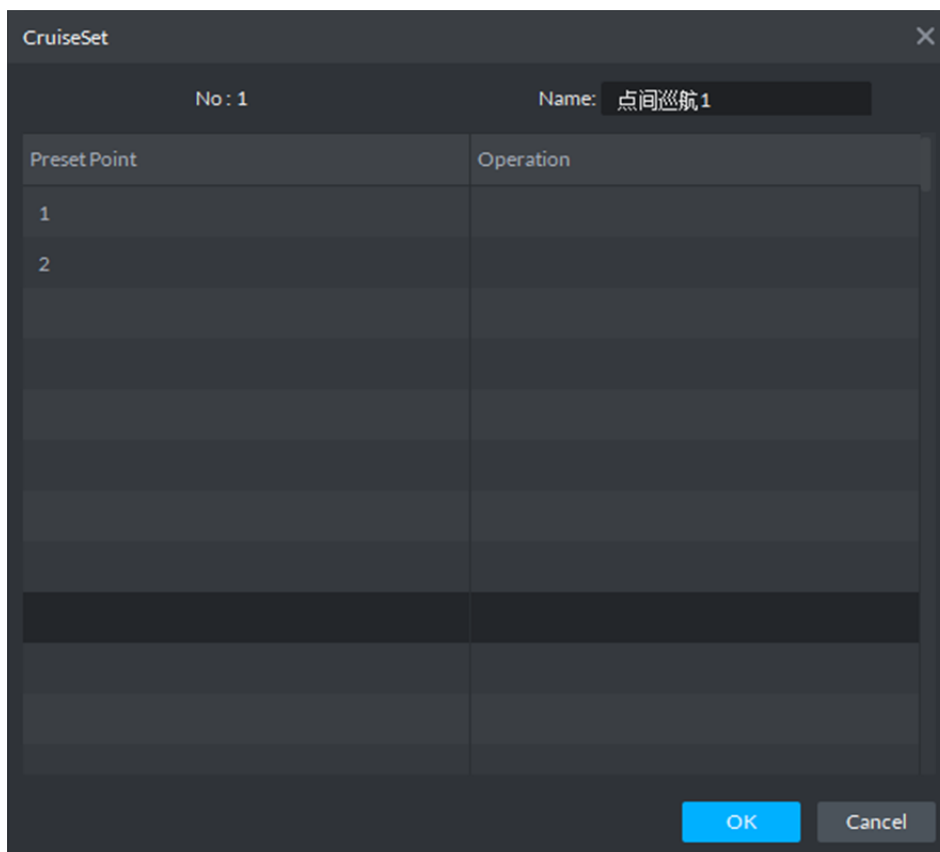 CruiseSet
No : 1 Name: 点间巡航1
Preset Point Operation
1
2
OK Cancel